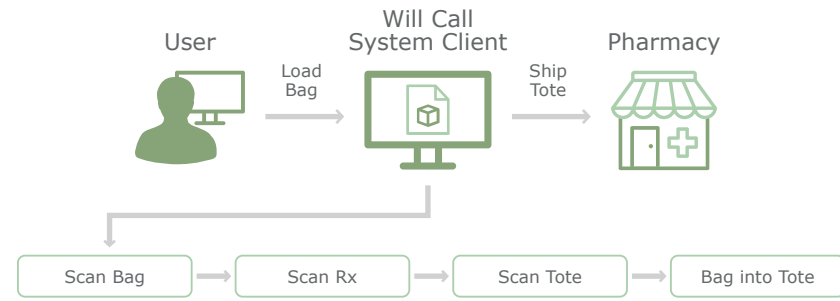 User
Will Call
System Client
Pharmacy
Load
Bag
Ship
Tote
Scan Bag
Scan Rx
Scan Tote
Bag into Tote